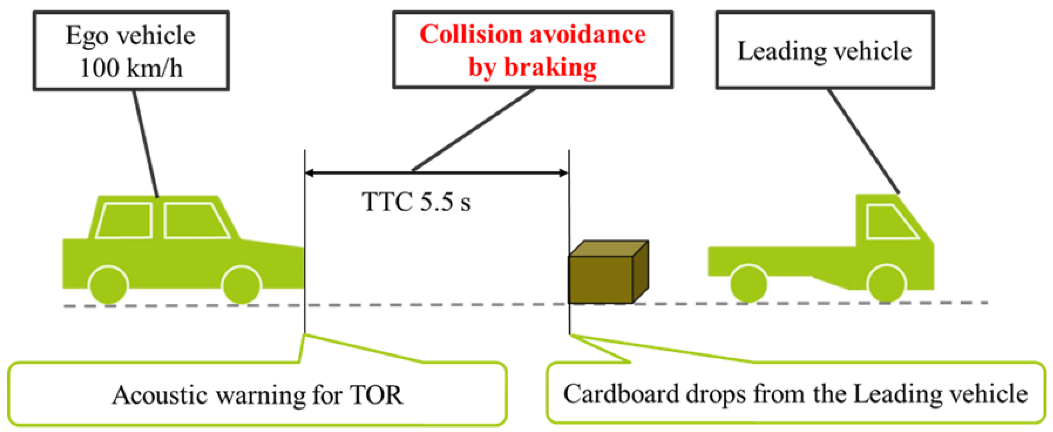 Ego vehicle
100 km/h
Collision avoidance
by braking
Leading vehicle
TTC 5.5 s
Acoustic warning for TOR
Cardboard drops from the Leading vehicle